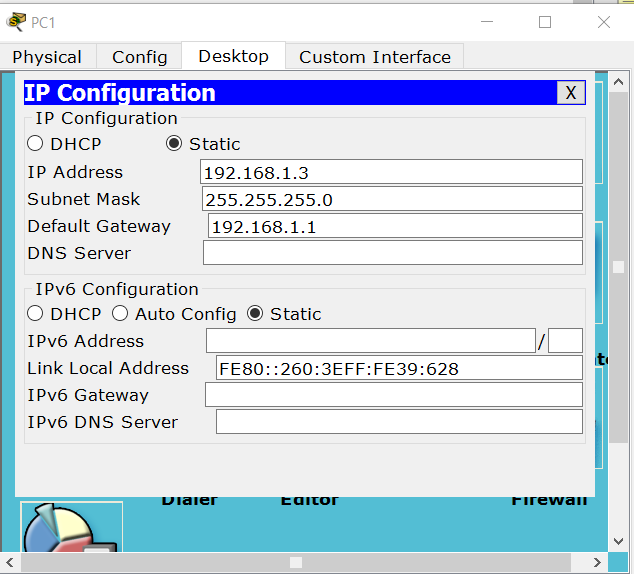 PC1
Physical Config Desktop Custom Interface
IP Configuration X
IP Configuration
DHCP Static
IP Address 192.168.1.3
Subnet Mask 255.255.255.0
Default Gateway 192.168.1.1
DNS Server
IPv6 Configuration
DHCP Auto Config Static
IPv6 Address /
Link Local Address FE80::260:3EFF:FE39:628
IPv6 Gateway
IPv6 DNS Server
Dialer Editor Firewall